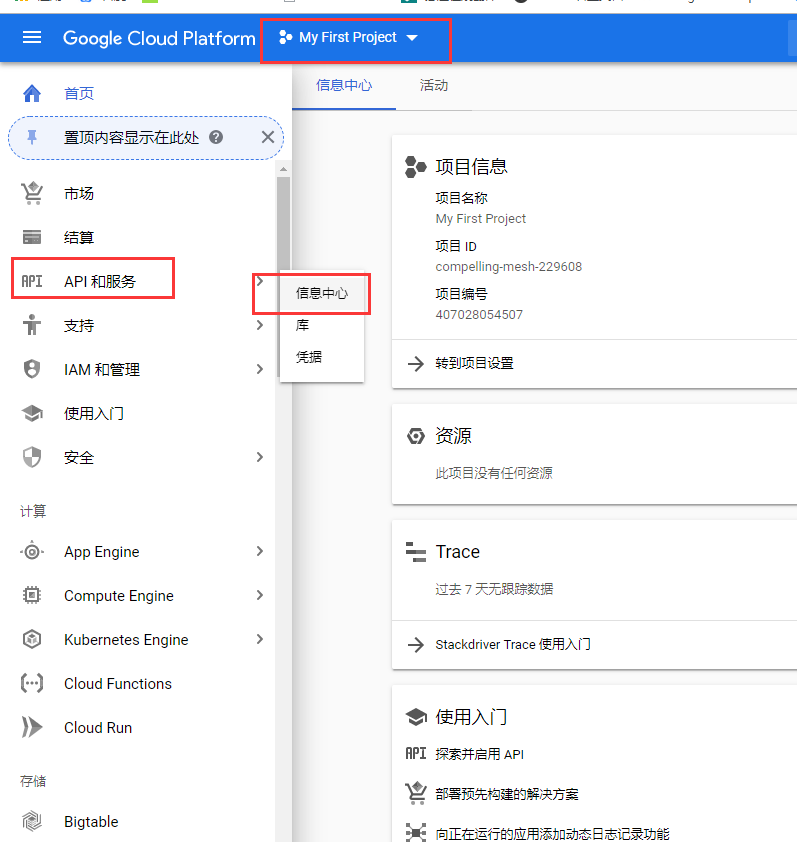 Google Cloud Platform
My First Project
首页
置顶内容显示在此处
市场
结算
API 和服务
支持
IAM 和管理
使用入门
安全
信息中心
库
凭据
计算
App Engine
Compute Engine
Kubernetes Engine
Cloud Functions
Cloud Run
存储
Bigtable
信息中心
活动
项目信息
项目名称
My First Project
项目 ID
compelling-mesh-229608
项目编号
407028054507
转到项目设置
资源
此项目没有任何资源
Trace
过去 7 天无跟踪数据
Stackdriver Trace 使用入门
使用入门
API 探索并启用 API
部署预先构建的解决方案
向正在运行的应用添加动态日志记录功能